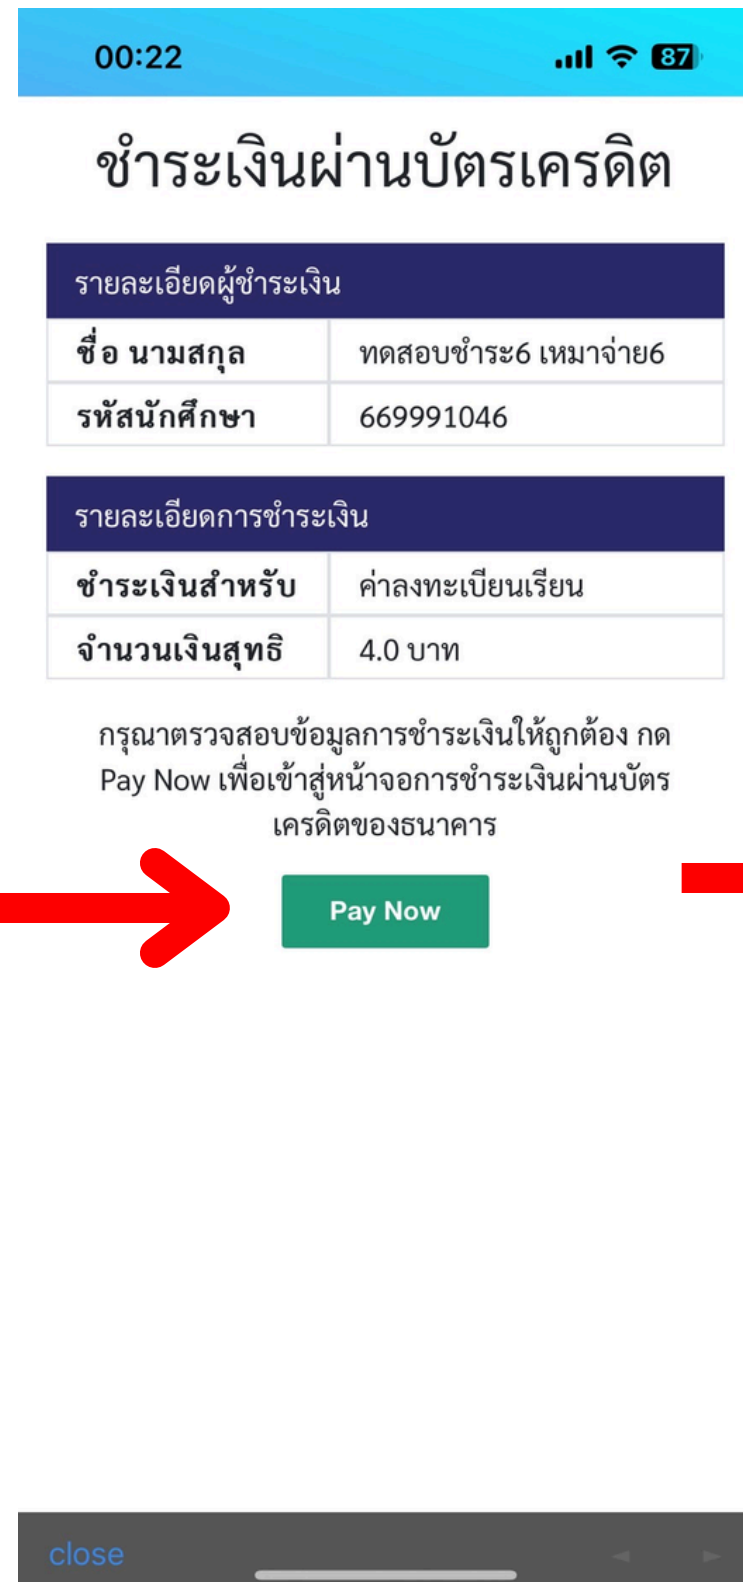 00:22
87
ชำระเงินผ่านบัตรเครดิต
รายละเอียดผู้ชำระเงิน
ชื่อ นามสกุล ทดสอบชำระ6 เหมาจ่าย6
รหัสนักศึกษา 669991046
รายละเอียดการชำระเงิน
ชำระเงินสำหรับ ค่าลงทะเบียนเรียน
จำนวนเงินสุทธิ 4.0 บาท
กรุณาตรวจสอบข้อมูลการชำระเงินให้ถูกต้อง กด
Pay Now เพื่อเข้าสู่หน้าจอการชำระเงินผ่านบัตร
เครดิตของธนาคาร
Pay Now
close